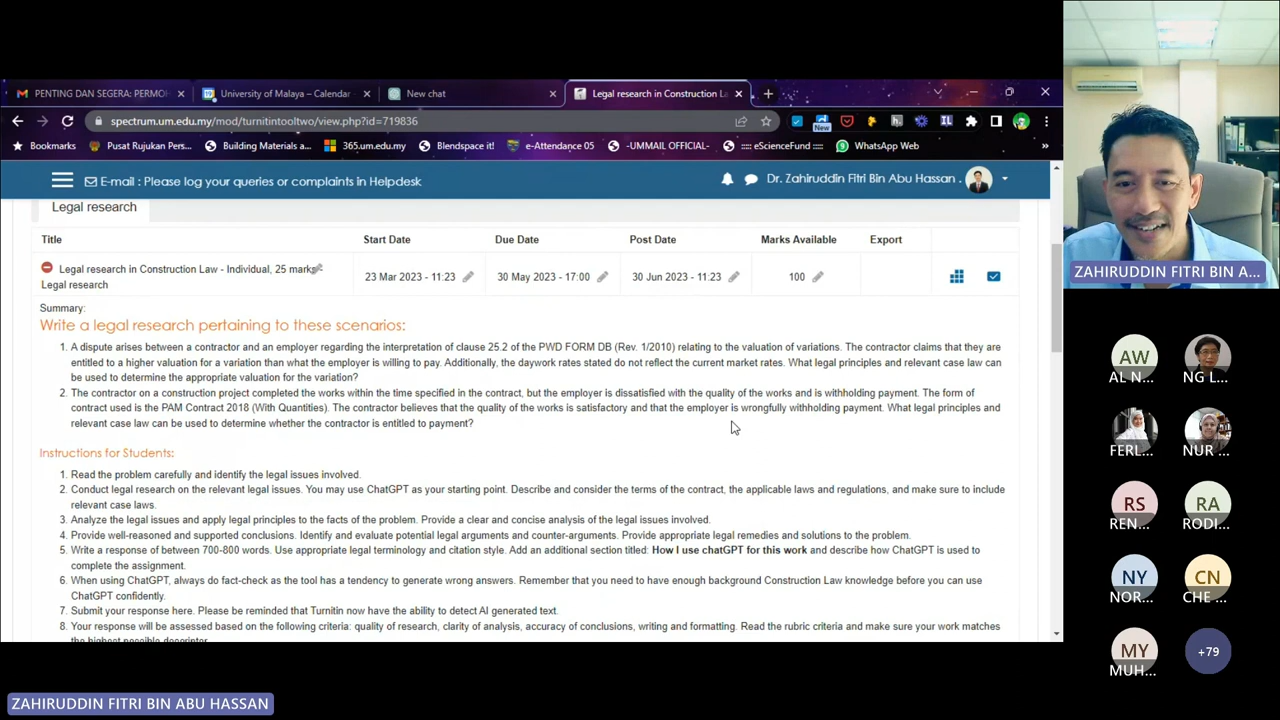 PENTING DAN SEGERA: PERMO
University of Malaya - Calendar
New chat
Legal research in Construction La
spectrum.um.edu.my/mod/turnitintooltwo/view.php?id=719836
New
Bookmarks
Pusat Rujukan Pers...
Building Materials a...
365.um.edu.my
Blendspace it!
e-Attendance 05
-UMMAIL OFFICIAL-
:::: eScienceFund ::::
WhatsApp Web
E-mail : Please log your queries or complaints in Helpdesk
Dr. Zahiruddin Fitri Bin Abu Hassan .
Legal research
Title Start Date Due Date Post Date Marks Available Export
Legal research in Construction Law - Individual, 25 marks 23 Mar 2023 - 11:23 30 May 2023 - 17:00 30 Jun 2023 - 11:23 100
Legal research
Summary:
Write a legal research pertaining to these scenarios:
1. A dispute arises between a contractor and an employer regarding the interpretation of clause 25.2 of the PWD FORM DB (Rev. 1/2010) relating to the valuation of variations. The contractor claims that they are
entitled to a higher valuation for a variation than what the employer is willing to pay. Additionally, the daywork rates stated do not reflect the current market rates. What legal principles and relevant case law can
be used to determine the appropriate valuation for the variation?
2. The contractor on a construction project completed the works within the time specified in the contract, but the employer is dissatisfied with the quality of the works and is withholding payment. The form of
contract used is the PAM Contract 2018 (With Quantities). The contractor believes that the quality of the works is satisfactory and that the employer is wrongfully withholding payment. What legal principles and
relevant case law can be used to determine whether the contractor is entitled to payment?
Instructions for Students:
1. Read the problem carefully and identify the legal issues involved.
2. Conduct legal research on the relevant legal issues. You may use ChatGPT as your starting point. Describe and consider the terms of the contract, the applicable laws and regulations, and make sure to include
relevant case laws.
3. Analyze the legal issues and apply legal principles to the facts of the problem. Provide a clear and concise analysis of the legal issues involved.
4. Provide well-reasoned and supported conclusions. Identify and evaluate potential legal arguments and counter-arguments. Provide appropriate legal remedies and solutions to the problem.
5. Write a response of between 700-800 words. Use appropriate legal terminology and citation style. Add an additional section titled: How I use chatGPT for this work and describe how ChatGPT is used to
complete the assignment.
6. When using ChatGPT, always do fact-check as the tool has a tendency to generate wrong answers. Remember that you need to have enough background Construction Law knowledge before you can use
ChatGPT confidently.
7. Submit your response here. Please be reminded that Turnitin now have the ability to detect AI generated text.
8. Your response will be assessed based on the following criteria: quality of research, clarity of analysis, accuracy of conclusions, writing and formatting. Read the rubric criteria and make sure your work matches
the highest possible descriptor.
ZAHIRUDDIN FITRI BIN ABU HASSAN
ZAHIRUDDIN FITRI BIN A...
AW
AL N...
NG L...
FERL...
NUR ...
RS
REN...
RA
RODI...
NY
NOR...
CN
CHE ...
MY
MUH...
+79